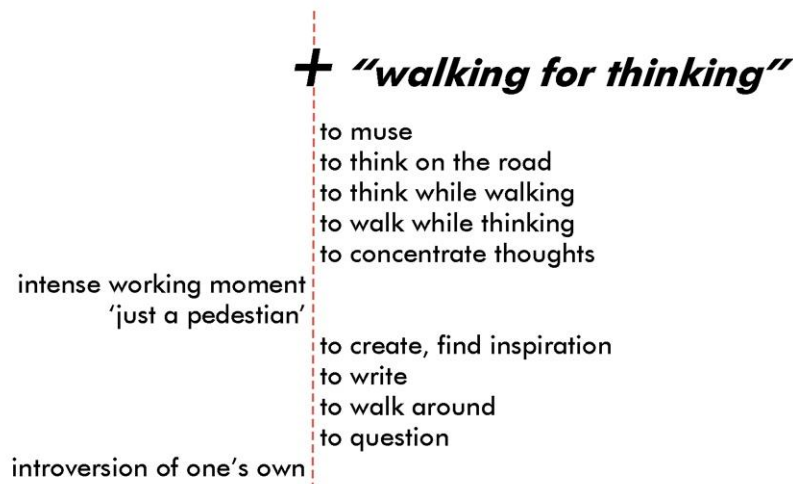 + “walking for thinking”
to muse
to think on the road
to think while walking
to walk while thinking
to concentrate thoughts
intense working moment
‘just a pedestian’
to create, find inspiration
to write
to walk around
to question
introversion of one’s own